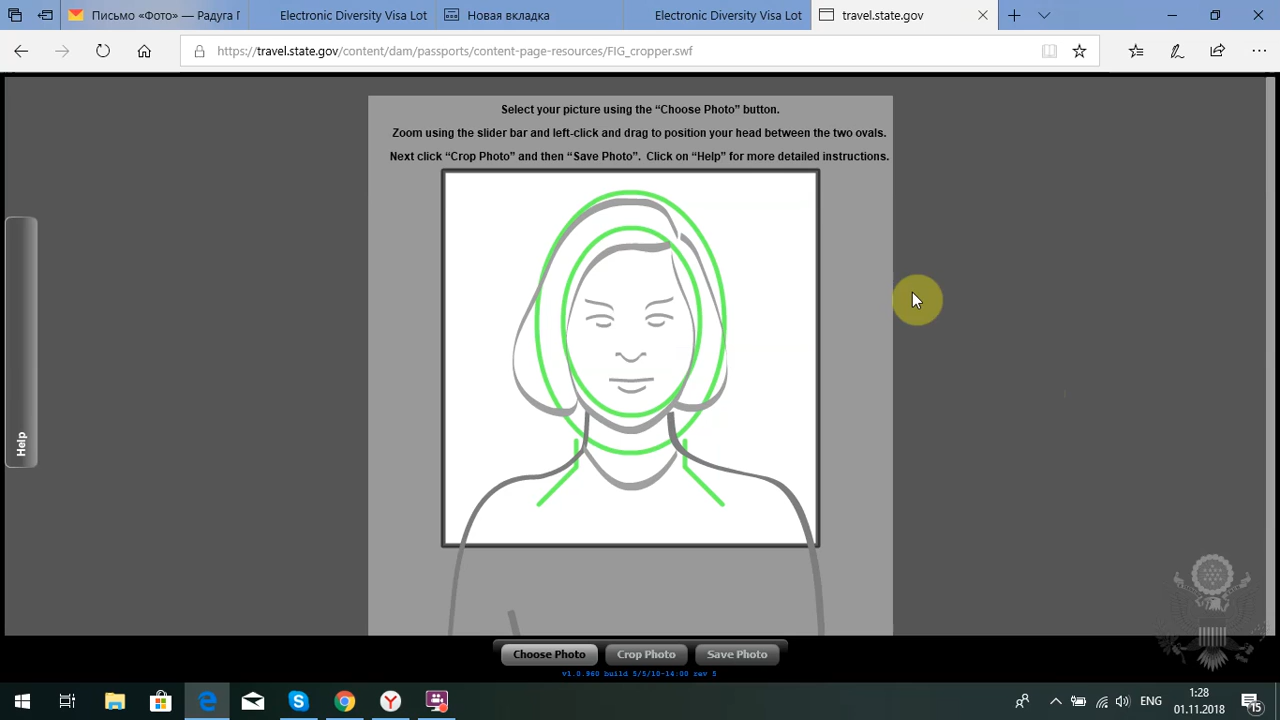 Письмо «Фото» — Радуга Г
Electronic Diversity Visa Lot
Новая вкладка
Electronic Diversity Visa Lot
travel.state.gov
https://travel.state.gov/content/dam/passports/content-page-resources/FIG_cropper.swf
Select your picture using the “Choose Photo” button.
Zoom using the slider bar and left-click and drag to position your head between the two ovals.
Next click “Crop Photo” and then “Save Photo”. Click on “Help” for more detailed instructions.
Help
Choose Photo
Crop Photo
Save Photo
v1.0.960 build 5/5/10-14:00 rev 5
ENG
1:28
01.11.2018
15